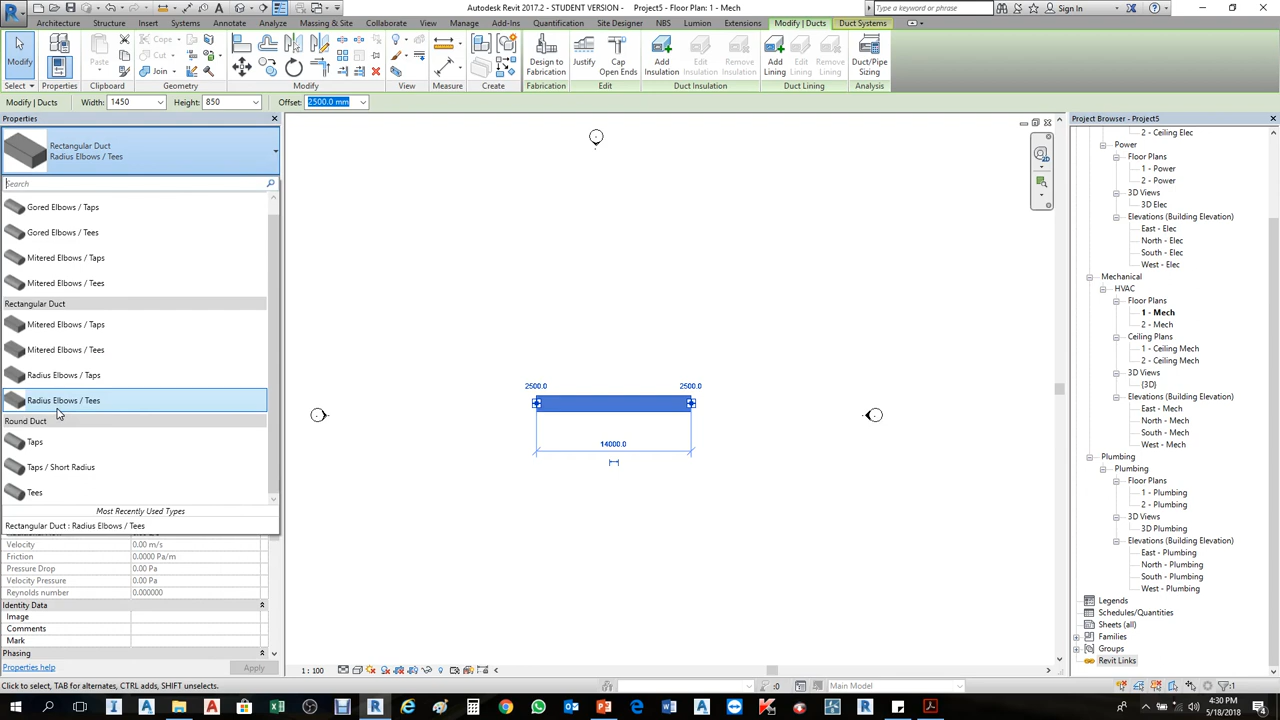 Autodesk Revit 2017.2 - STUDENT VERSION - Project5 - Floor Plan: 1 - Mech
Type a keyword or phrase
Sign In
Architecture Structure Insert Systems Annotate Analyze Massing & Site Collaborate View Manage Add-Ins Quantification Site Designer NBS Lumion Extensions Modify | Ducts Duct Systems
Modify
Paste
Cope
Cut
Join
Design to Fabrication
Justify
Cap Open Ends
Add Insulation
Edit Insulation
Remove Insulation
Add Lining
Edit Lining
Remove Lining
Duct/Pipe Sizing
Select Properties Clipboard Geometry Modify View Measure Create Fabrication Edit Duct Insulation Duct Lining Analysis
Modify | Ducts Width: 1450 Height: 850 Offset: 2500.0 mm
Properties
Rectangular Duct
Radius Elbows / Tees
Search
Gored Elbows / Taps
Gored Elbows / Tees
Mitered Elbows / Taps
Mitered Elbows / Tees
Rectangular Duct
Mitered Elbows / Taps
Mitered Elbows / Tees
Radius Elbows / Taps
Radius Elbows / Tees
Round Duct
Taps
Taps / Short Radius
Tees
Most Recently Used Types
Rectangular Duct : Radius Elbows / Tees
Velocity 0.00 m/s
Friction 0.0000 Pa/m
Pressure Drop 0.00 Pa
Velocity Pressure 0.00 Pa
Reynolds number 0.000000
Identity Data
Image
Comments
Mark
Phasing
Properties help
Apply
2500.0 2500.0
14000.0
2D
Project Browser - Project5
2 - Ceiling Elec
Power
Floor Plans
1 - Power
2 - Power
3D Views
3D Elec
Elevations (Building Elevation)
East - Elec
North - Elec
South - Elec
West - Elec
Mechanical
HVAC
Floor Plans
1 - Mech
2 - Mech
Ceiling Plans
1 - Ceiling Mech
2 - Ceiling Mech
3D Views
{3D}
Elevations (Building Elevation)
East - Mech
North - Mech
South - Mech
West - Mech
Plumbing
Plumbing
Floor Plans
1 - Plumbing
2 - Plumbing
3D Views
3D Plumbing
Elevations (Building Elevation)
East - Plumbing
North - Plumbing
South - Plumbing
West - Plumbing
Legends
Schedules/Quantities
Sheets (all)
Families
Groups
Revit Links
1 : 100
Click to select, TAB for alternates, CTRL adds, SHIFT unselects.
:0
Main Model
:1
4:30 PM
5/18/2018